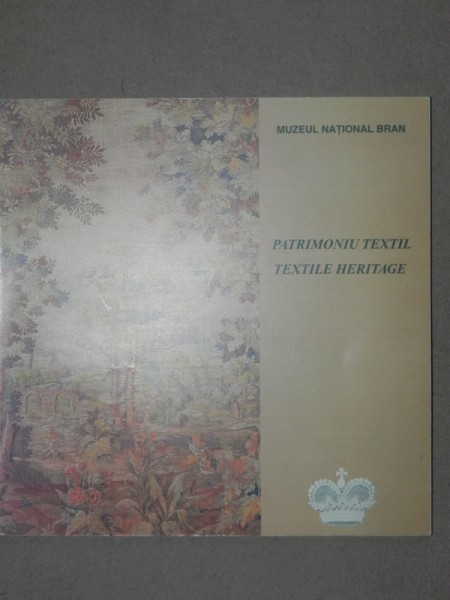 MUZEUL NAȚIONAL BRAN
PATRIMONIU TEXTIL
TEXTILE HERITAGE